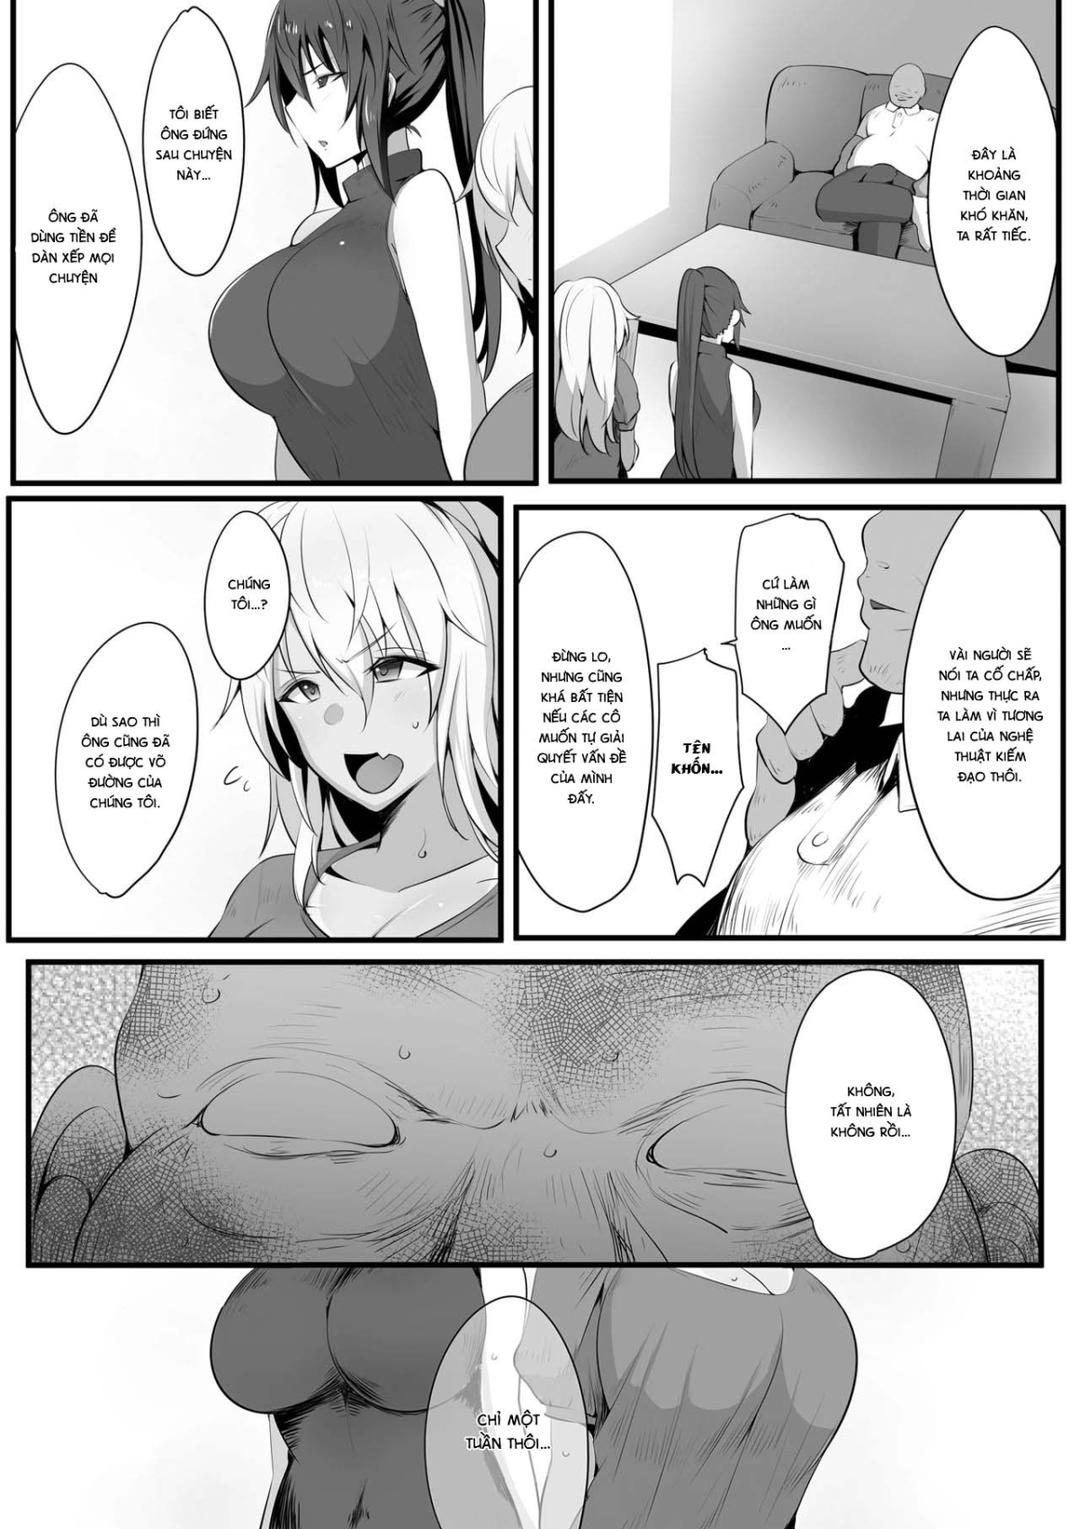 ĐÂY LÀ
KHOẢNG
THỜI GIAN
KHÓ KHĂN,
TA RẤT TIẾC.
TÔI BIẾT
ÔNG ĐỨNG
SAU CHUYỆN
NÀY...
ÔNG ĐÃ
DÙNG TIỀN ĐỂ
DÀN XẾP MỌI
CHUYỆN
VÀI NGƯỜI SẼ
NÓI TA CỐ CHẤP,
NHƯNG THỰC RA
TA LÀM VÌ TƯƠNG
LAI CỦA NGHỆ
THUẬT KIẾM
ĐẠO THÔI.
CỨ LÀM
NHỮNG GÌ
ÔNG MUỐN
...
TÊN
KHỐN...
ĐỪNG LO,
NHƯNG CŨNG
KHÁ BẤT TIỆN
NẾU CÁC CÔ
MUỐN TỰ GIẢI
QUYẾT VẤN ĐỀ
CỦA MÌNH
ĐẤY.
CHÚNG
TÔI...?
DÙ SAO THÌ
ÔNG CŨNG ĐÃ
CÓ ĐƯỢC VÕ
ĐƯỜNG CỦA
CHÚNG TÔI.
KHÔNG,
TẤT NHIÊN LÀ
KHÔNG RỒI...
CHỈ MỘT
TUẦN THÔI...